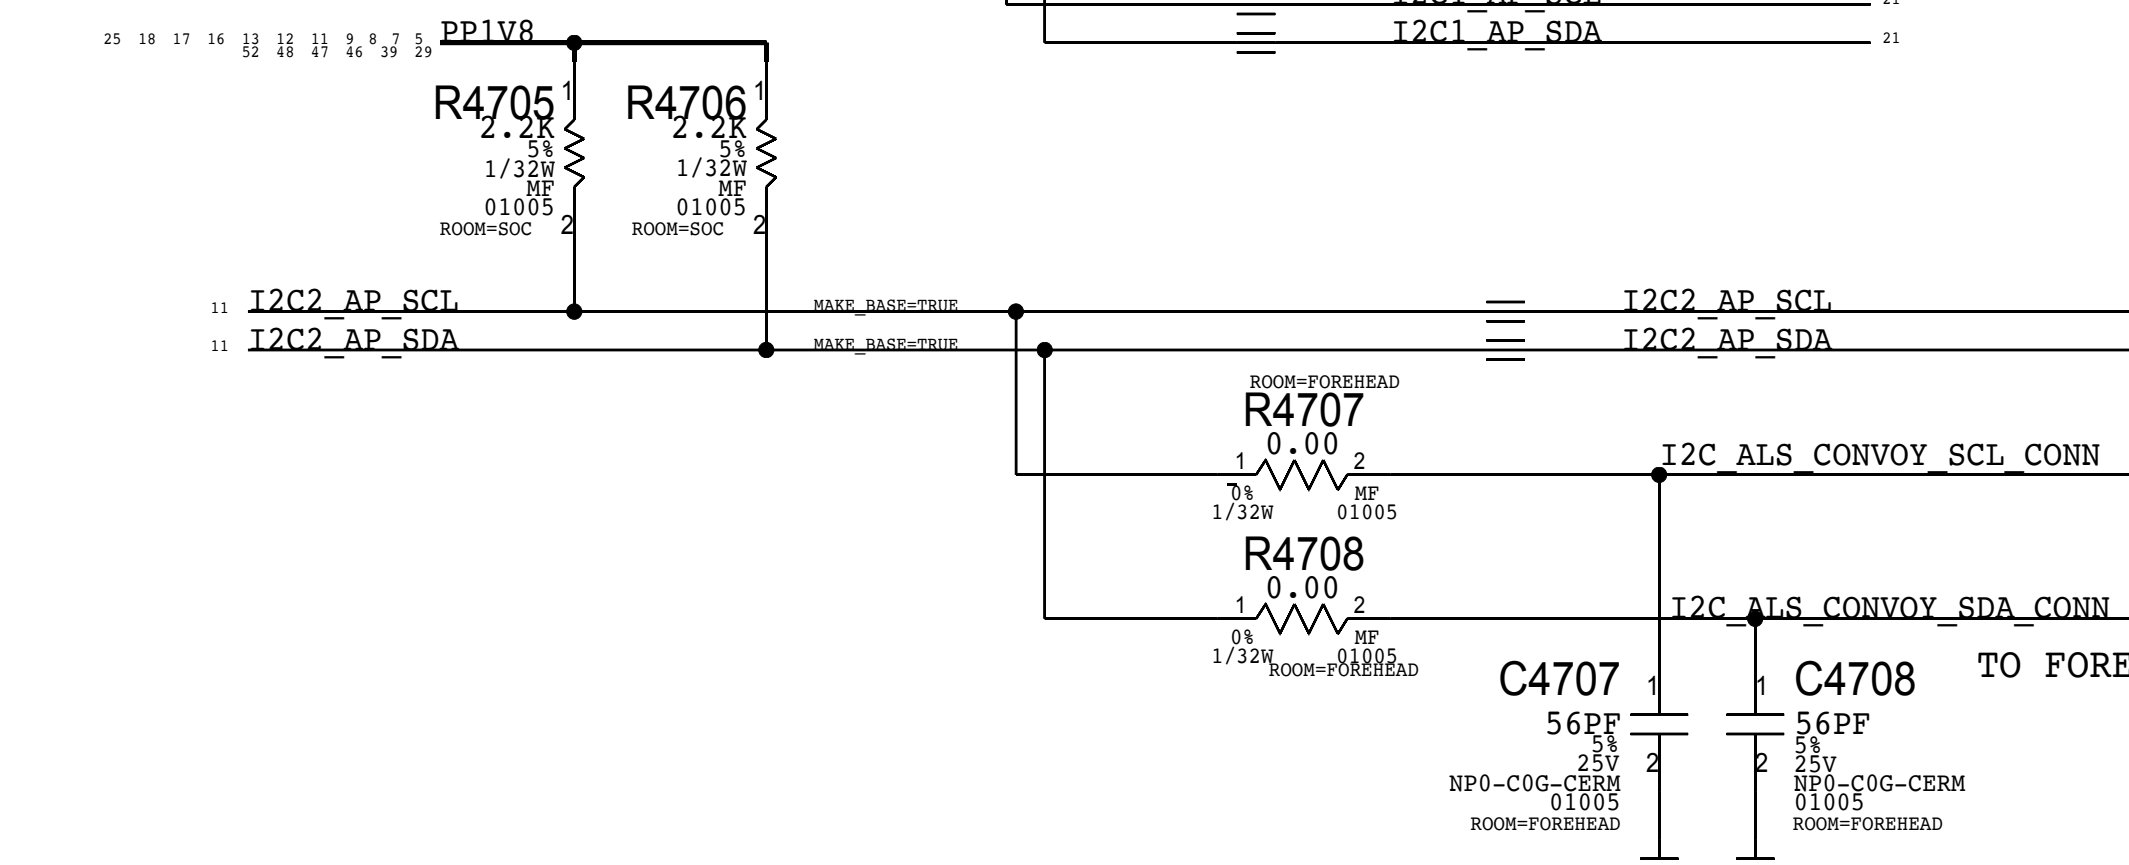 I2C1_AP_SCL 21
I2C1_AP_SDA 21
25 18 17 16 13 12 11 9 8 7 5
52 48 47 46 39 29
PP1V8
R4705 1
2.2K
5%
1/32W
MF
01005
ROOM=SOC 2
R4706 1
2.2K
5%
1/32W
MF
01005
ROOM=SOC 2
11 I2C2_AP_SCL MAKE_BASE=TRUE I2C2_AP_SCL
11 I2C2_AP_SDA MAKE_BASE=TRUE I2C2_AP_SDA
ROOM=FOREHEAD
R4707
0.00
1 2
0% MF
1/32W 01005
I2C_ALS_CONVOY_SCL_CONN
R4708
0.00
1 2
0% MF
1/32W 01005
ROOM=FOREHEAD
I2C_ALS_CONVOY_SDA_CONN
TO FORE
C4707 1
56PF
5%
25V 2
NP0-C0G-CERM
01005
ROOM=FOREHEAD
1 C4708
56PF
5%
2 25V
NP0-C0G-CERM
01005
ROOM=FOREHEAD